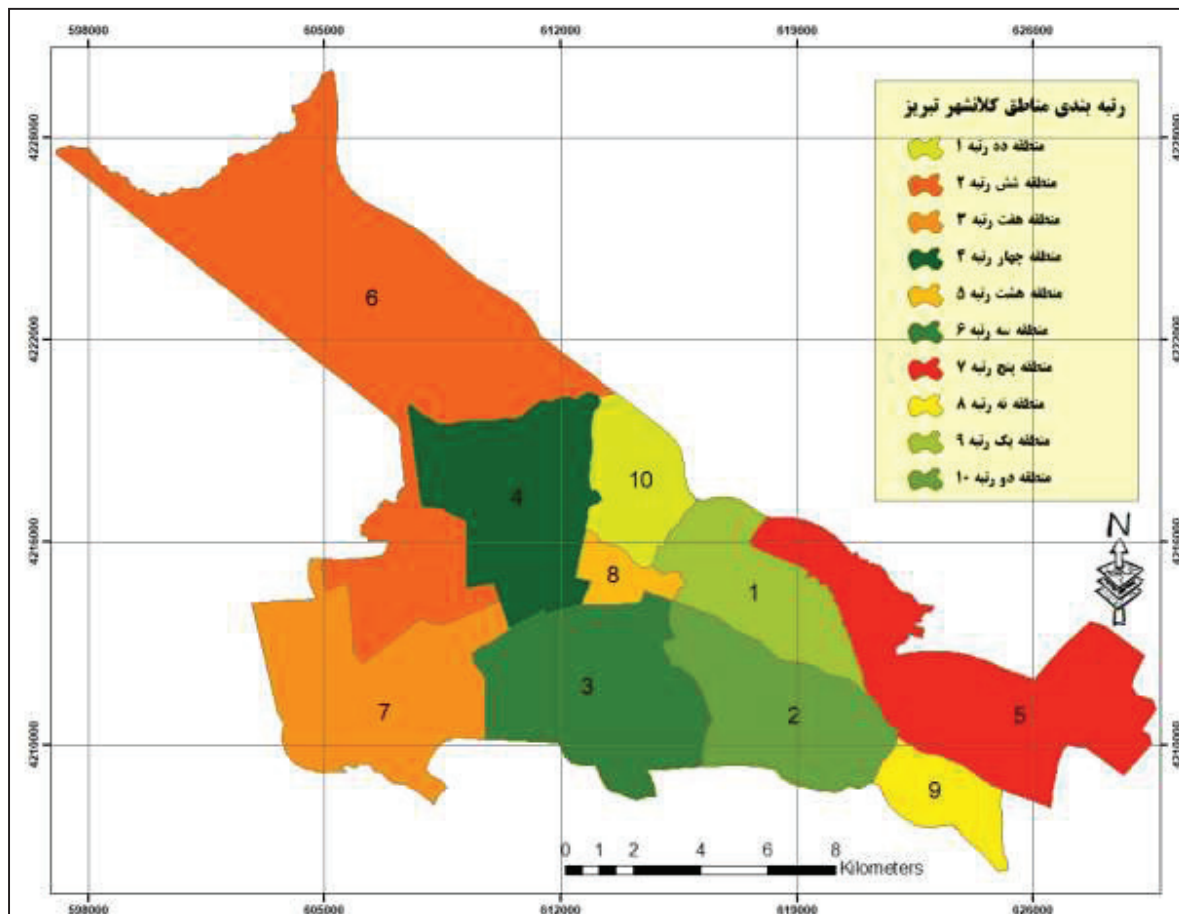 598000 605000 612000 619000 626000
رتبه بندی مناطق کلانشهر تبریز
منطقه ده رتبه ۱
منطقه شش رتبه ۲
منطقه هفت رتبه ۳
منطقه چهار رتبه ۴
منطقه هشت رتبه ۵
منطقه سه رتبه ۶
منطقه پنج رتبه ۷
منطقه نه رتبه ۸
منطقه یک رتبه ۹
منطقه دو رتبه ۱۰
4228000 4228000
6
4222000 4222000
10
4
4216000 4216000
N
8
1
3
7
2
5
4210000 4210000
9
0 1 2 4 6 8
Kilometers
598000 605000 612000 619000 626000